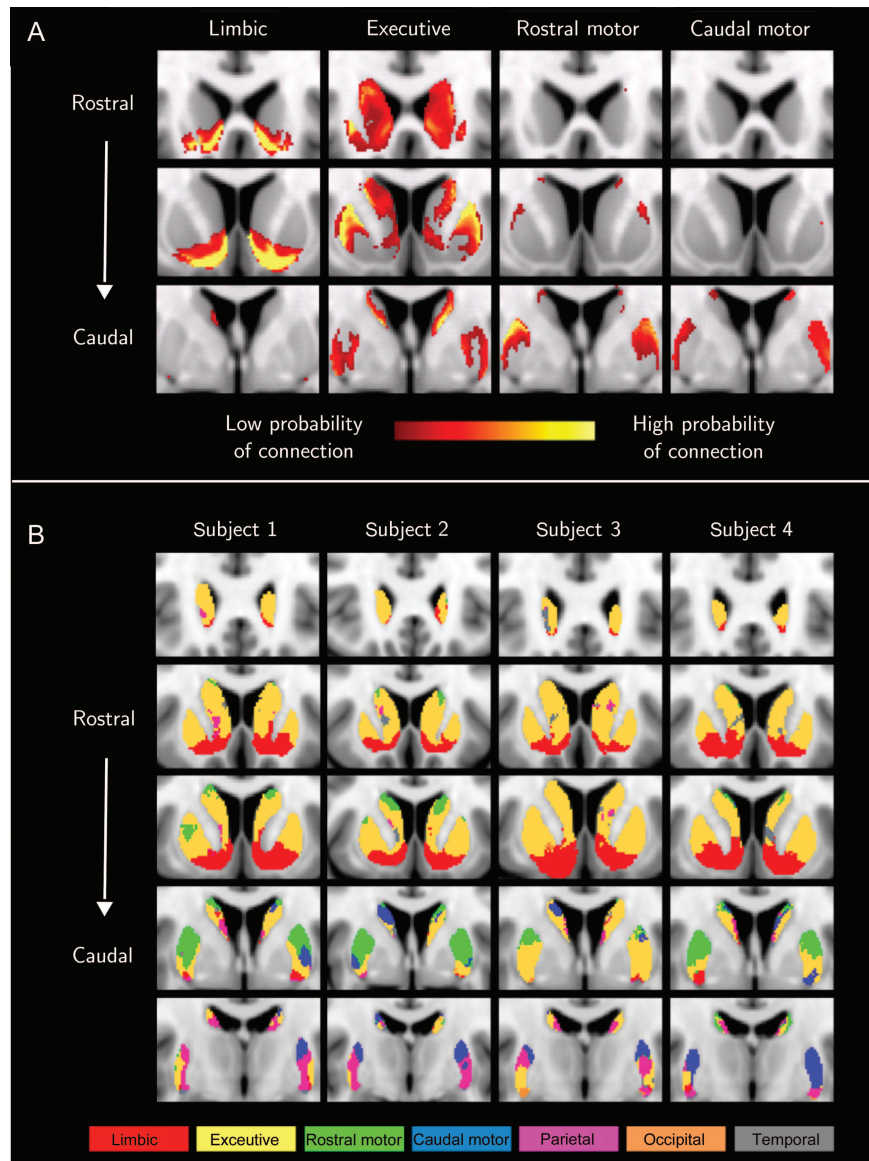 A
Limbic Executive Rostral motor Caudal motor
Rostral
Caudal
Low probability of connection
High probability of connection
B
Subject 1 Subject 2 Subject 3 Subject 4
Rostral
Caudal
Limbic Exceutive Rostral motor Caudal motor Parietal Occipital Temporal